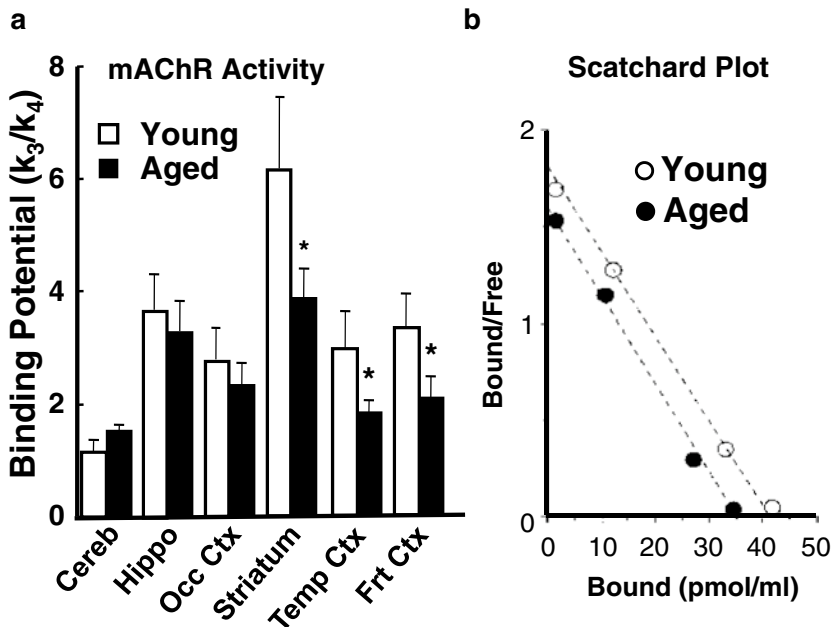 a
mAChR Activity
Binding Potential (k3/k4)
8
6
4
2
0
Young
Aged
*
*
*
Cereb
Hippo
Occ Ctx
Striatum
Temp Ctx
Frt Ctx
b
Scatchard Plot
Bound/Free
2
1
0
Young
Aged
0 10 20 30 40 50
Bound (pmol/ml)